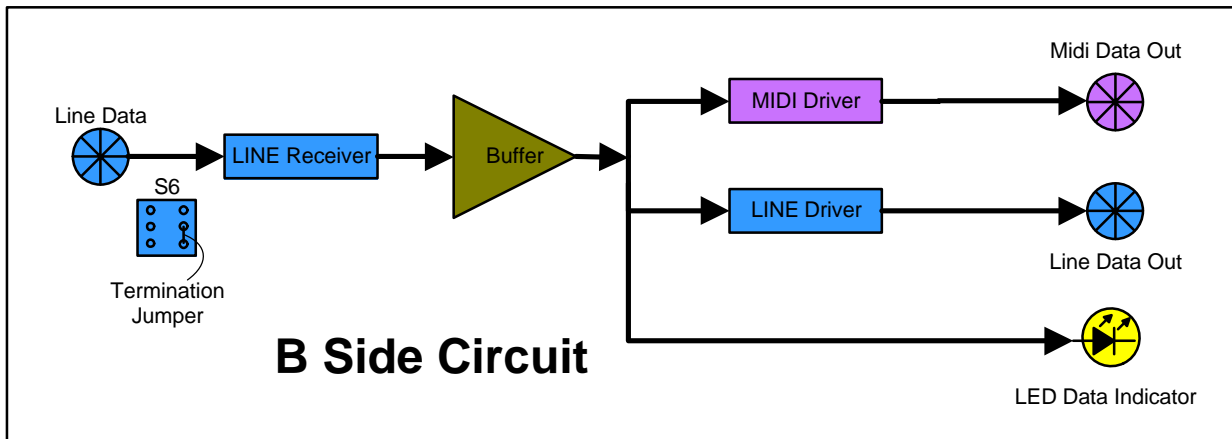 Line Data
S6
Termination
Jumper
LINE Receiver
Buffer
MIDI Driver
Midi Data Out
LINE Driver
Line Data Out
LED Data Indicator
B Side Circuit